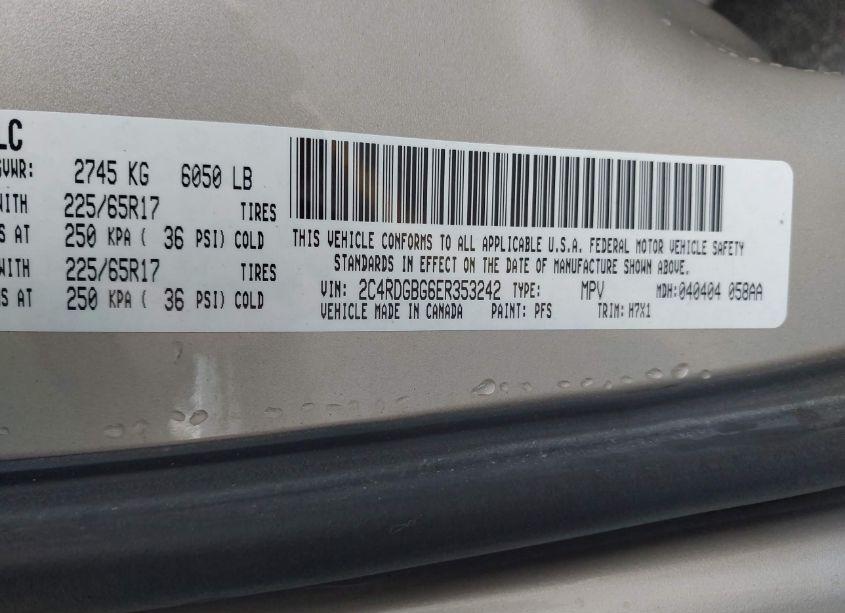 LC
GVWR: 2745 KG 6050 LB
WITH 225/65R17 TIRES
S AT 250 KPA ( 36 PSI) COLD
WITH 225/65R17 TIRES
S AT 250 KPA ( 36 PSI) COLD
THIS VEHICLE CONFORMS TO ALL APPLICABLE U.S.A. FEDERAL MOTOR VEHICLE SAFETY
STANDARDS IN EFFECT ON THE DATE OF MANUFACTURE SHOWN ABOVE.
VIN: 2C4RDGBG6ER353242 TYPE: MPV MDH:040404 058AA
VEHICLE MADE IN CANADA PAINT: PFS TRIM: H7X1